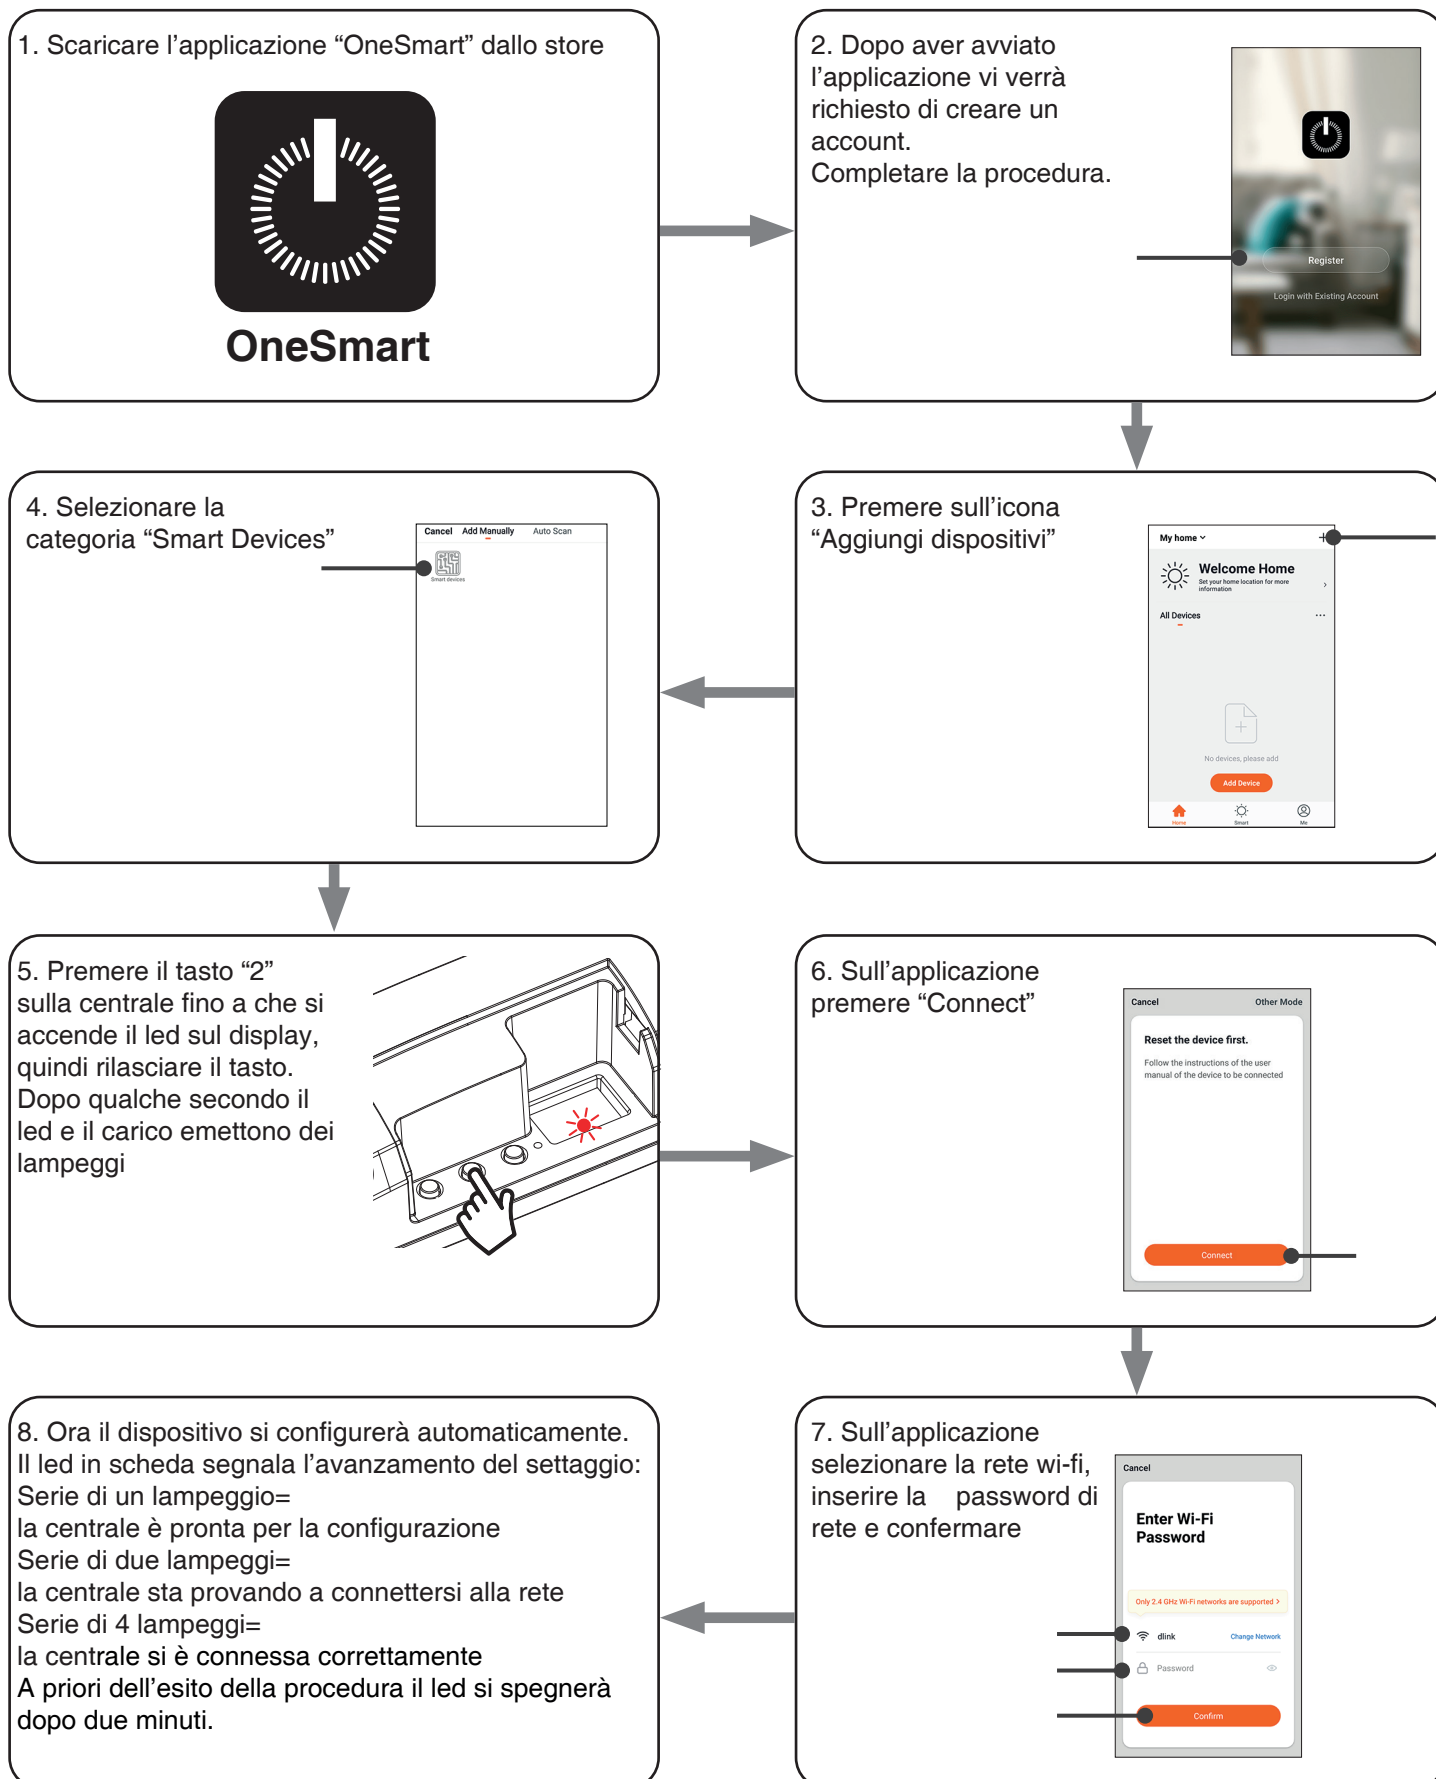 1. Scaricare l’applicazione “OneSmart” dallo store
OneSmart
2. Dopo aver avviato
l’applicazione vi verrà
richiesto di creare un
account.
Completare la procedura.
Register
Login with Existing Account
3. Premere sull’icona
“Aggiungi dispositivi”
My home
Welcome Home
Set your home location for more
information
All Devices
No devices, please add
Add Device
Home
Smart
Me
4. Selezionare la
categoria “Smart Devices”
Cancel Add Manually Auto Scan
Smart devices
5. Premere il tasto “2”
sulla centrale fino a che si
accende il led sul display,
quindi rilasciare il tasto.
Dopo qualche secondo il
led e il carico emettono dei
lampeggi
6. Sull’applicazione
premere “Connect”
Cancel Other Mode
Reset the device first.
Follow the instructions of the user
manual of the device to be connected
Connect
7. Sull’applicazione
selezionare la rete wi-fi,
inserire la password di
rete e confermare
Cancel
Enter Wi-Fi
Password
Only 2.4 GHz Wi-Fi networks are supported >
dlink Change Network
Password
Confirm
8. Ora il dispositivo si configurerà automaticamente.
Il led in scheda segnala l’avanzamento del settaggio:
Serie di un lampeggio=
la centrale è pronta per la configurazione
Serie di due lampeggi=
la centrale sta provando a connettersi alla rete
Serie di 4 lampeggi=
la centrale si è connessa correttamente
A priori dell’esito della procedura il led si spegnerà
dopo due minuti.